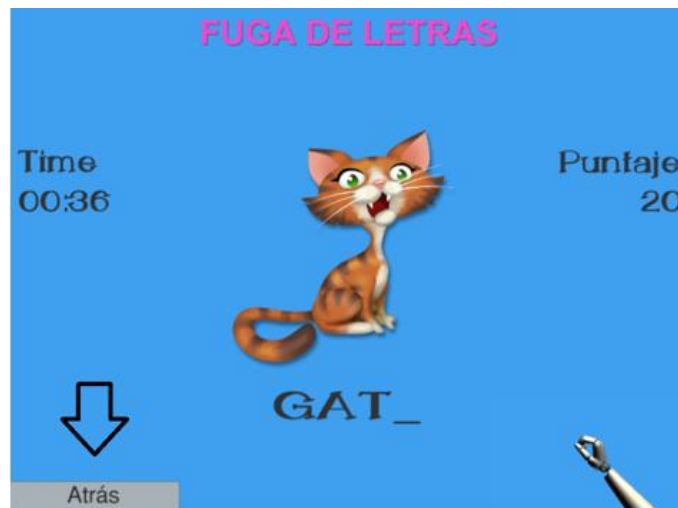 FUGA DE LETRAS
Time
00:36
Puntaje
20
GAT_
Atrás